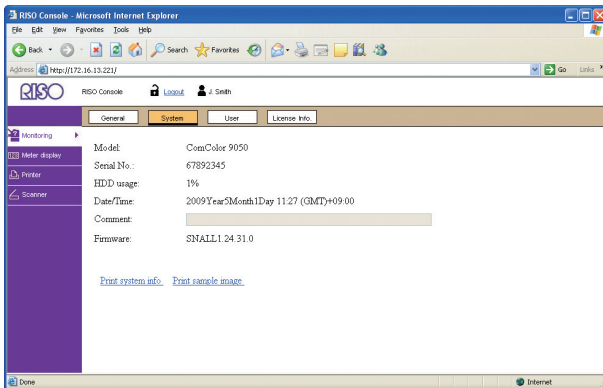 RISO Console - Microsoft Internet Explorer
File Edit View Favorites Tools Help
Back Search Favorites
Address http://172.16.13.221/ Go Links
RISO RISO Console Logout J. Smith
General System User License Info.
Monitoring
Meter display
Printer
Scanner
Model: ComColor 9050
Serial No.: 67892345
HDD usage: 1%
Date/Time: 2009Year5Month1Day 11:27 (GMT)+09:00
Comment:
Firmware: SNALL1.24.31.0
Print system info Print sample image
Done Internet